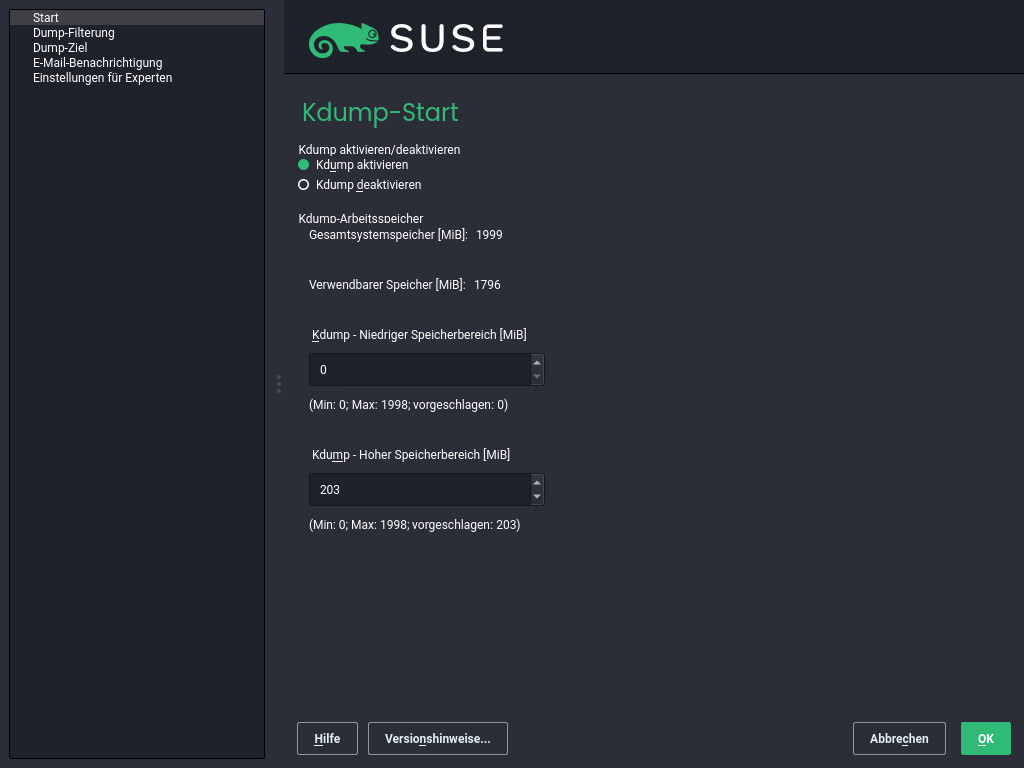 Start
Dump-Filterung
Dump-Ziel
E-Mail-Benachrichtigung
Einstellungen für Experten
SUSE
Kdump-Start
Kdump aktivieren/deaktivieren
Kdump aktivieren
Kdump deaktivieren
Kdump-Arbeitsspeicher
Gesamtsystemspeicher [MiB]: 1999
Verwendbarer Speicher [MiB]: 1796
Kdump - Niedriger Speicherbereich [MiB]
0
(Min: 0; Max: 1998; vorgeschlagen: 0)
Kdump - Hoher Speicherbereich [MiB]
203
(Min: 0; Max: 1998; vorgeschlagen: 203)
Hilfe
Versionshinweise...
Abbrechen
OK